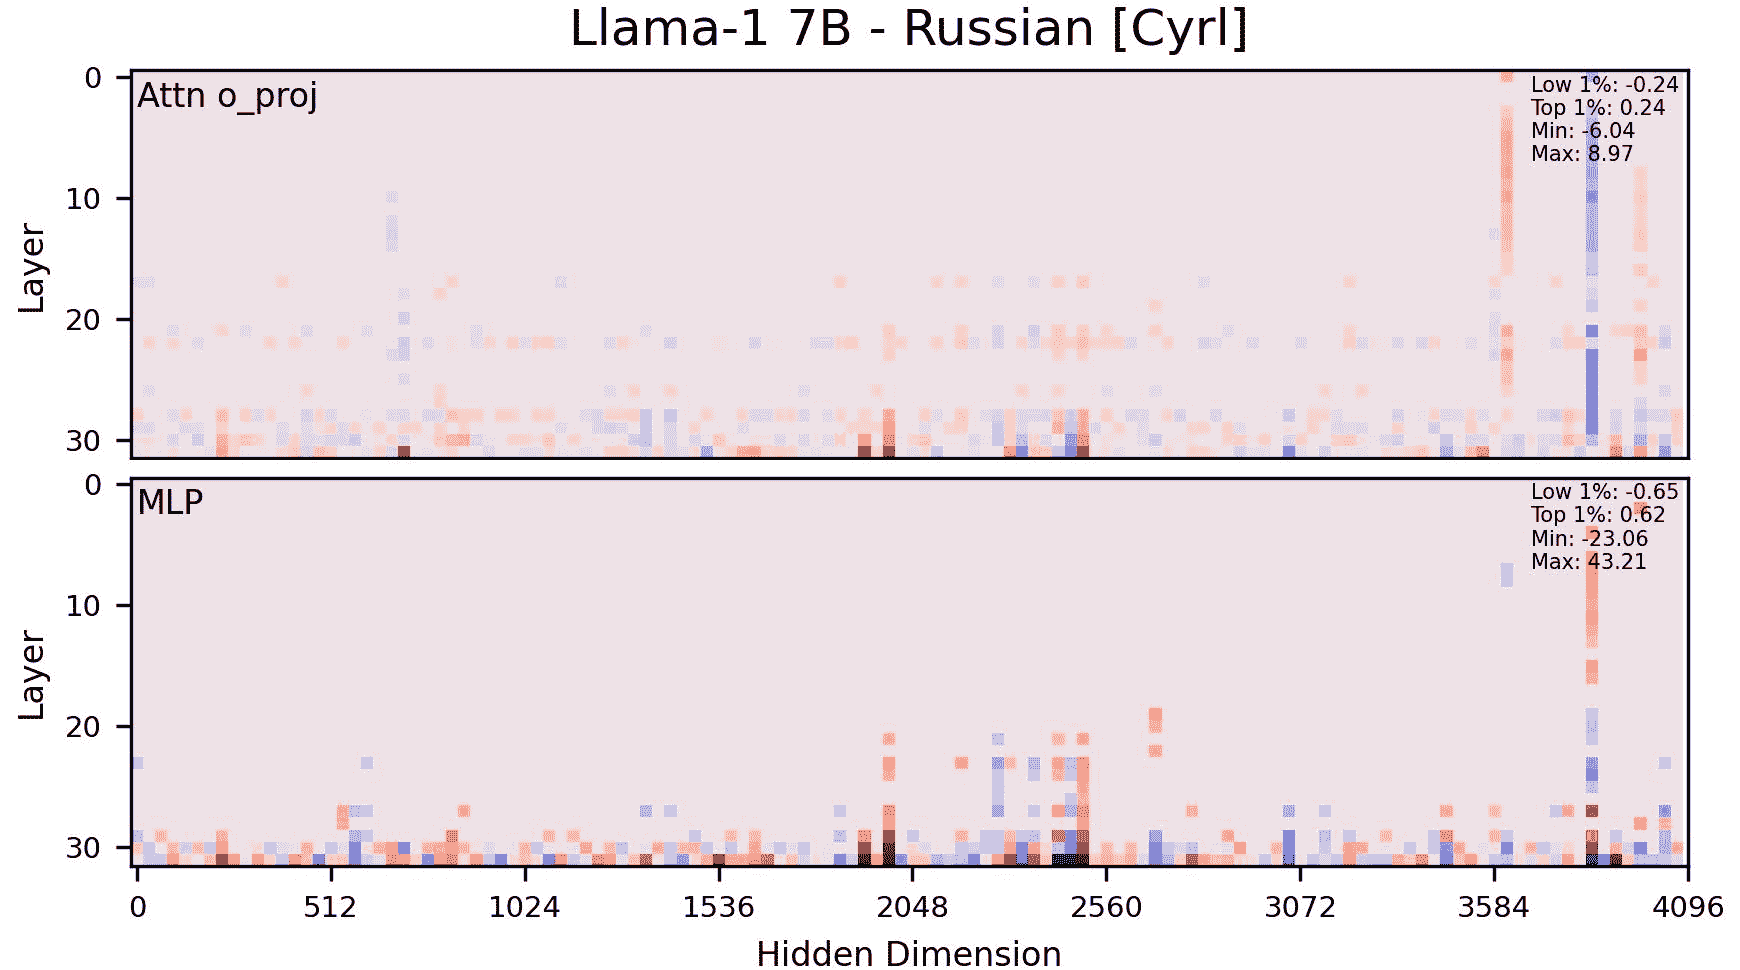 Llama-1 7B - Russian [Cyrl]
Attn o_proj
Low 1%: -0.24
Top 1%: 0.24
Min: -6.04
Max: 8.97
0
10
20
30
Layer
MLP
Low 1%: -0.65
Top 1%: 0.62
Min: -23.06
Max: 43.21
0
10
20
30
Layer
0 512 1024 1536 2048 2560 3072 3584 4096
Hidden Dimension